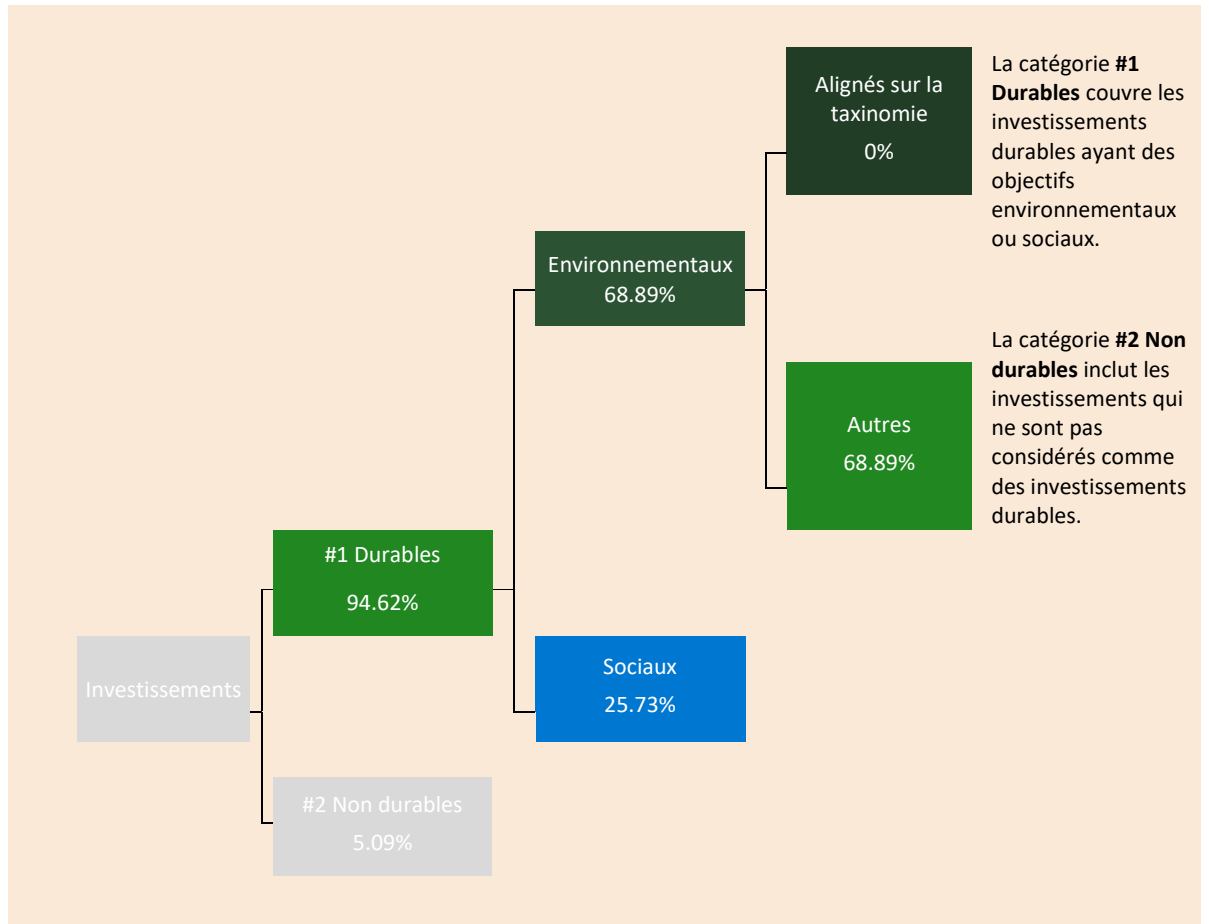 Alignés sur la
taxinomie
0%
La catégorie #1
Durables couvre les
investissements
durables ayant des
objectifs
environnementaux
ou sociaux.
Environnementaux
68.89%
Autres
68.89%
La catégorie #2 Non
durables inclut les
investissements qui
ne sont pas
considérés comme
des investissements
durables.
#1 Durables
94.62%
Investissements
Sociaux
25.73%
#2 Non durables
5.09%